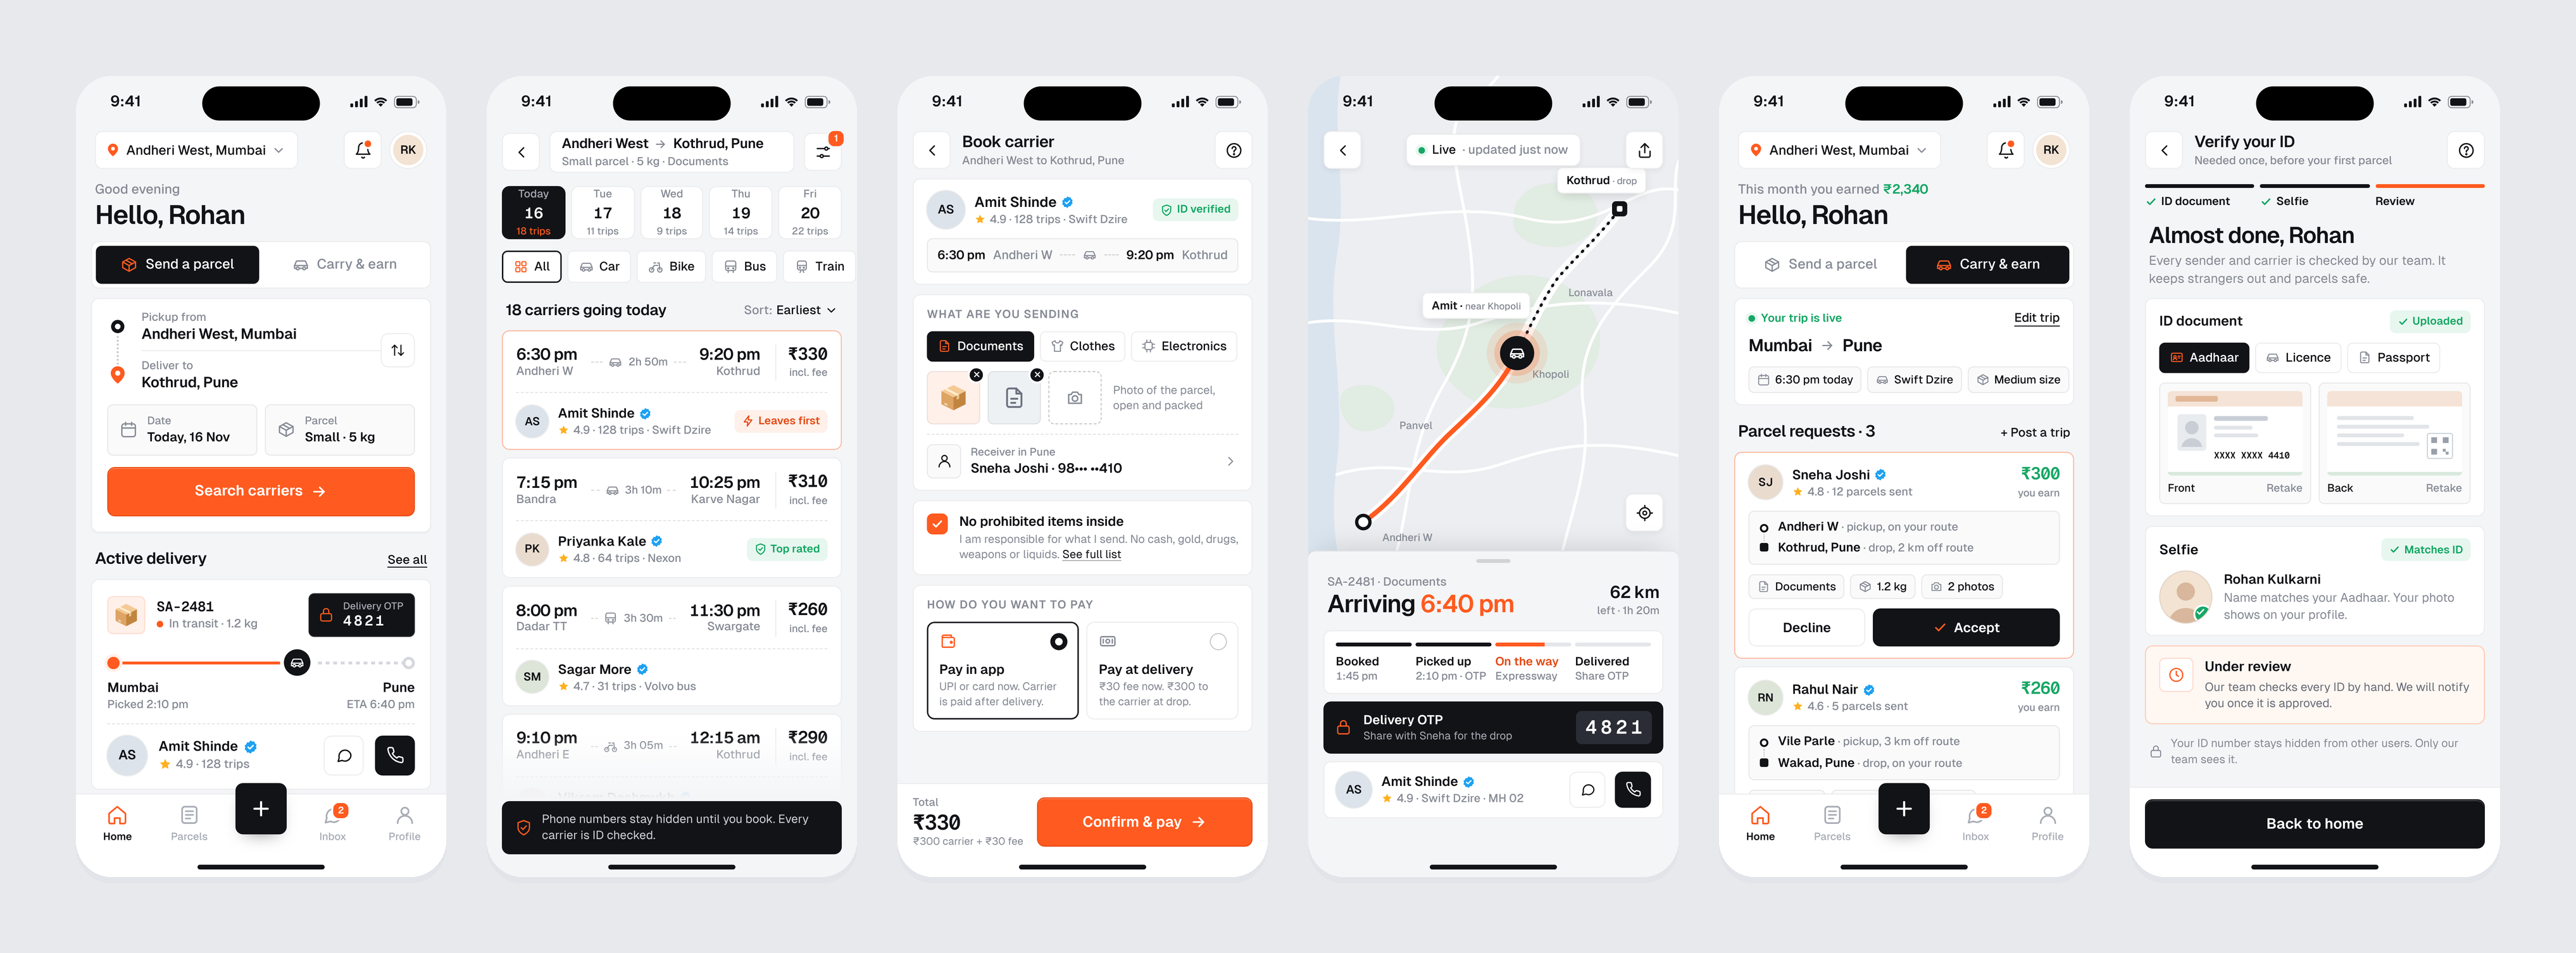 9:41
Andheri West, Mumbai
RK
Good evening
Hello, Rohan
Send a parcel
Carry & earn
Pickup from
Andheri West, Mumbai
Deliver to
Kothrud, Pune
Date
Today, 16 Nov
Parcel
Small · 5 kg
Search carriers →
Active delivery
See all
SA-2481
In transit · 1.2 kg
Delivery OTP
4821
Mumbai
Picked 2:10 pm
Pune
ETA 6:40 pm
AS
Amit Shinde
4.9 · 128 trips
Home
Parcels
+
2
Inbox
Profile
9:41
Andheri West → Kothrud, Pune
Small parcel · 5 kg · Documents
1
Today
16
18 trips
Tue
17
11 trips
Wed
18
9 trips
Thu
19
14 trips
Fri
20
22 trips
All
Car
Bike
Bus
Train
18 carriers going today
Sort: Earliest
6:30 pm
Andheri W
2h 50m
9:20 pm
Kothrud
₹330
incl. fee
AS
Amit Shinde
4.9 · 128 trips · Swift Dzire
Leaves first
7:15 pm
Bandra
3h 10m
10:25 pm
Karve Nagar
₹310
incl. fee
PK
Priyanka Kale
4.8 · 64 trips · Nexon
Top rated
8:00 pm
Dadar TT
3h 30m
11:30 pm
Swargate
₹260
incl. fee
SM
Sagar More
4.7 · 31 trips · Volvo bus
9:10 pm
Andheri E
3h 05m
12:15 am
Kothrud
₹290
incl. fee
Phone numbers stay hidden until you book. Every
carrier is ID checked.
9:41
Book carrier
Andheri West to Kothrud, Pune
AS
Amit Shinde
4.9 · 128 trips · Swift Dzire
ID verified
6:30 pm Andheri W
9:20 pm Kothrud
WHAT ARE YOU SENDING
Documents
Clothes
Electronics
Photo of the parcel,
open and packed
Receiver in Pune
Sneha Joshi · 98••• ••410
No prohibited items inside
I am responsible for what I send. No cash, gold, drugs,
weapons or liquids. See full list
HOW DO YOU WANT TO PAY
Pay in app
UPI or card now. Carrier
is paid after delivery.
Pay at delivery
₹30 fee now. ₹300 to
the carrier at drop.
Total
₹330
₹300 carrier + ₹30 fee
Confirm & pay →
9:41
Live · updated just now
Kothrud · drop
Lonavala
Amit · near Khopoli
Khopoli
Panvel
Andheri W
SA-2481 · Documents
Arriving 6:40 pm
62 km
left · 1h 20m
Booked
1:45 pm
Picked up
2:10 pm · OTP
On the way
Expressway
Delivered
Share OTP
Delivery OTP
Share with Sneha for the drop
4821
AS
Amit Shinde
4.9 · Swift Dzire · MH 02
9:41
Andheri West, Mumbai
RK
This month you earned ₹2,340
Hello, Rohan
Send a parcel
Carry & earn
Your trip is live
Edit trip
Mumbai → Pune
6:30 pm today
Swift Dzire
Medium size
Parcel requests · 3
+ Post a trip
SJ
Sneha Joshi
4.8 · 12 parcels sent
₹300
you earn
Andheri W · pickup, on your route
Kothrud, Pune · drop, 2 km off route
Documents
1.2 kg
2 photos
Decline
Accept
RN
Rahul Nair
4.6 · 5 parcels sent
₹260
you earn
Vile Parle · pickup, 3 km off route
Wakad, Pune · drop, on your route
Home
Parcels
+
2
Inbox
Profile
9:41
Verify your ID
Needed once, before your first parcel
ID document
Selfie
Review
Almost done, Rohan
Every sender and carrier is checked by our team. It
keeps strangers out and parcels safe.
ID document
Uploaded
Aadhaar
Licence
Passport
XXXX XXXX 4410
Front
Retake
Back
Retake
Selfie
Matches ID
Rohan Kulkarni
Name matches your Aadhaar. Your photo
shows on your profile.
Under review
Our team checks every ID by hand. We will notify
you once it is approved.
Your ID number stays hidden from other users. Only our
team sees it.
Back to home